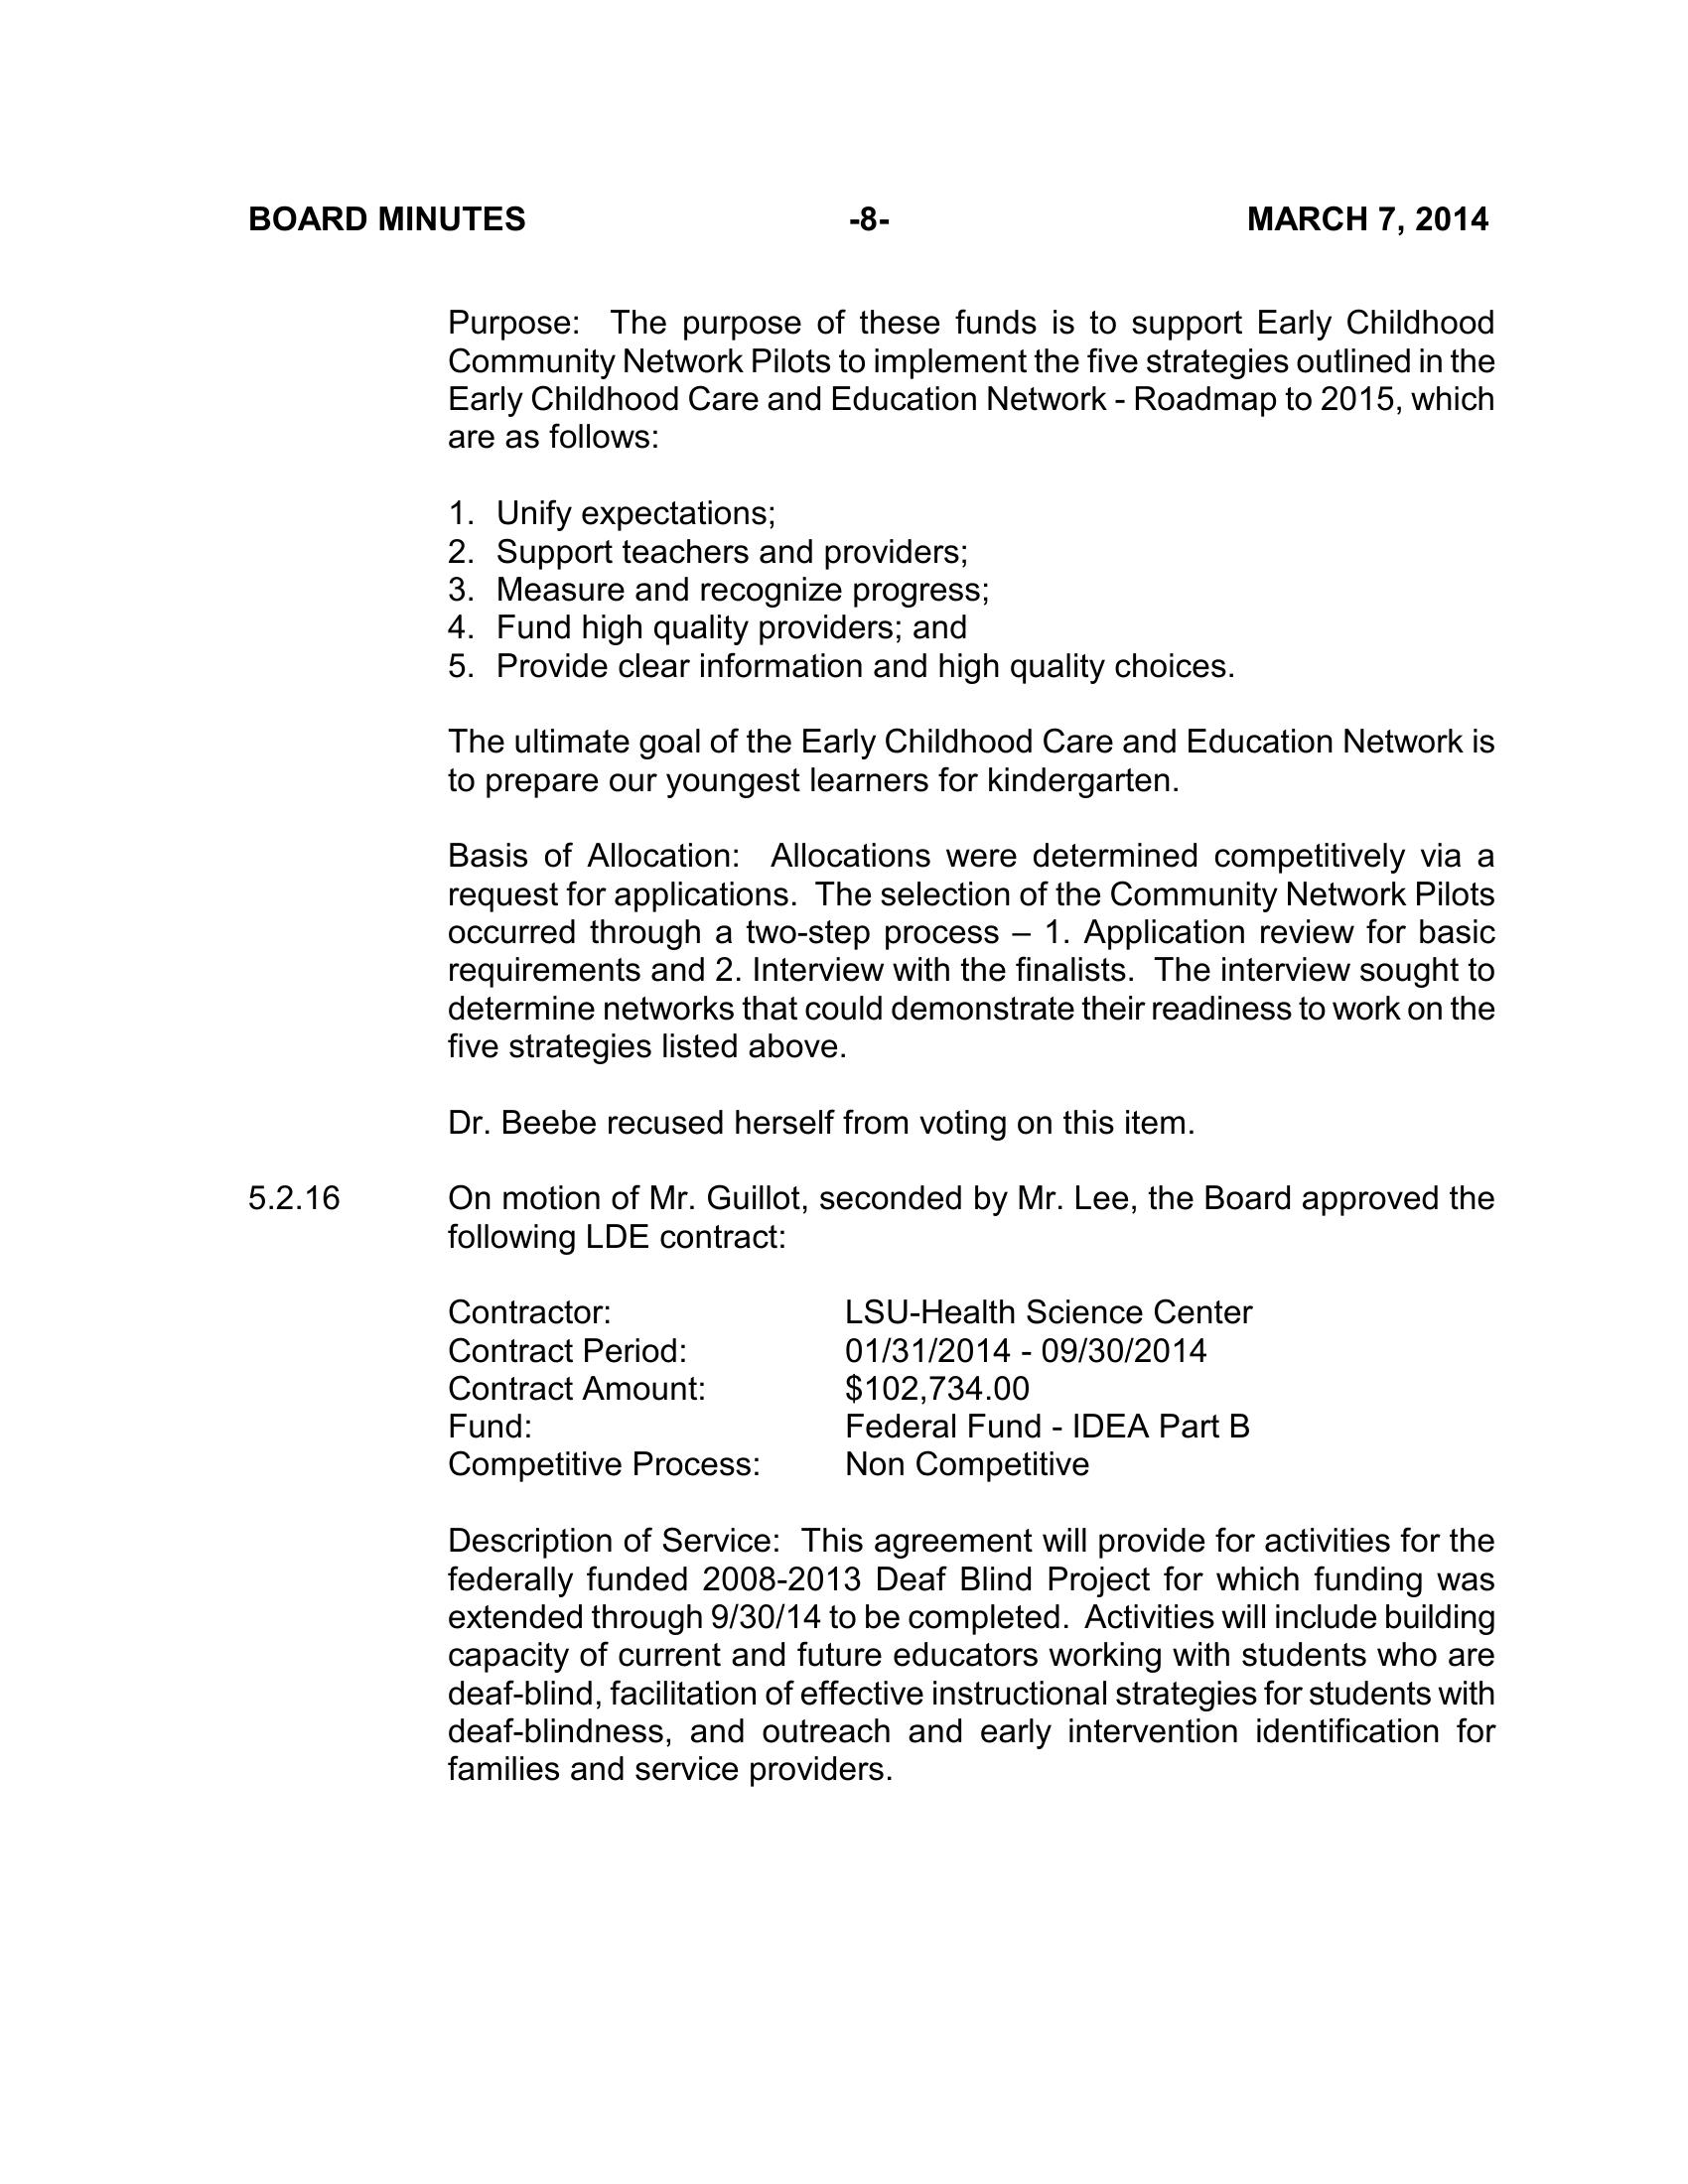 BOARD MINUTES -8- MARCH 7, 2014
Purpose: The purpose of these funds is to support Early Childhood
Community Network Pilots to implement the five strategies outlined in the
Early Childhood Care and Education Network - Roadmap to 2015, which
are as follows:
1. Unify expectations;
2. Support teachers and providers;
3. Measure and recognize progress;
4. Fund high quality providers; and
5. Provide clear information and high quality choices.
The ultimate goal of the Early Childhood Care and Education Network is
to prepare our youngest learners for kindergarten.
Basis of Allocation: Allocations were determined competitively via a
request for applications. The selection of the Community Network Pilots
occurred through a two-step process – 1. Application review for basic
requirements and 2. Interview with the finalists. The interview sought to
determine networks that could demonstrate their readiness to work on the
five strategies listed above.
Dr. Beebe recused herself from voting on this item.
5.2.16 On motion of Mr. Guillot, seconded by Mr. Lee, the Board approved the
following LDE contract:
Contractor: LSU-Health Science Center
Contract Period: 01/31/2014 - 09/30/2014
Contract Amount: $102,734.00
Fund: Federal Fund - IDEA Part B
Competitive Process: Non Competitive
Description of Service: This agreement will provide for activities for the
federally funded 2008-2013 Deaf Blind Project for which funding was
extended through 9/30/14 to be completed. Activities will include building
capacity of current and future educators working with students who are
deaf-blind, facilitation of effective instructional strategies for students with
deaf-blindness, and outreach and early intervention identification for
families and service providers.